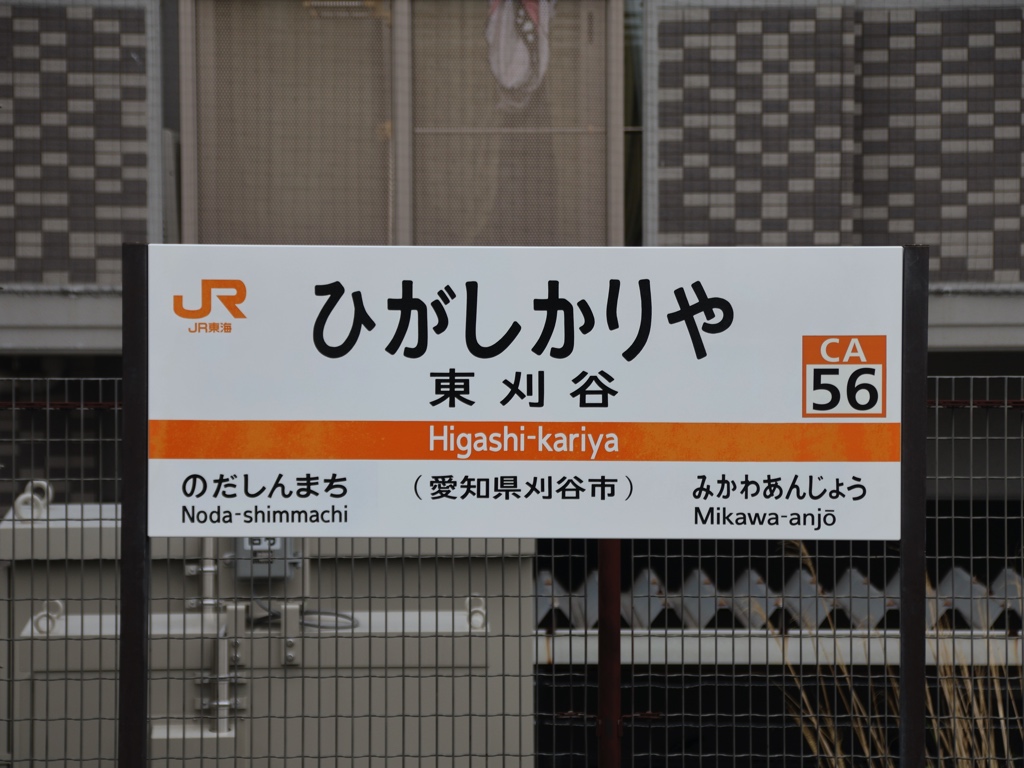 JR
JR東海
ひがしかりや
東刈谷
CA
56
Higashi-kariya
のだしんまち
Noda-shimmachi
(愛知県刈谷市)
みかわあんじょう
Mikawa-anjō